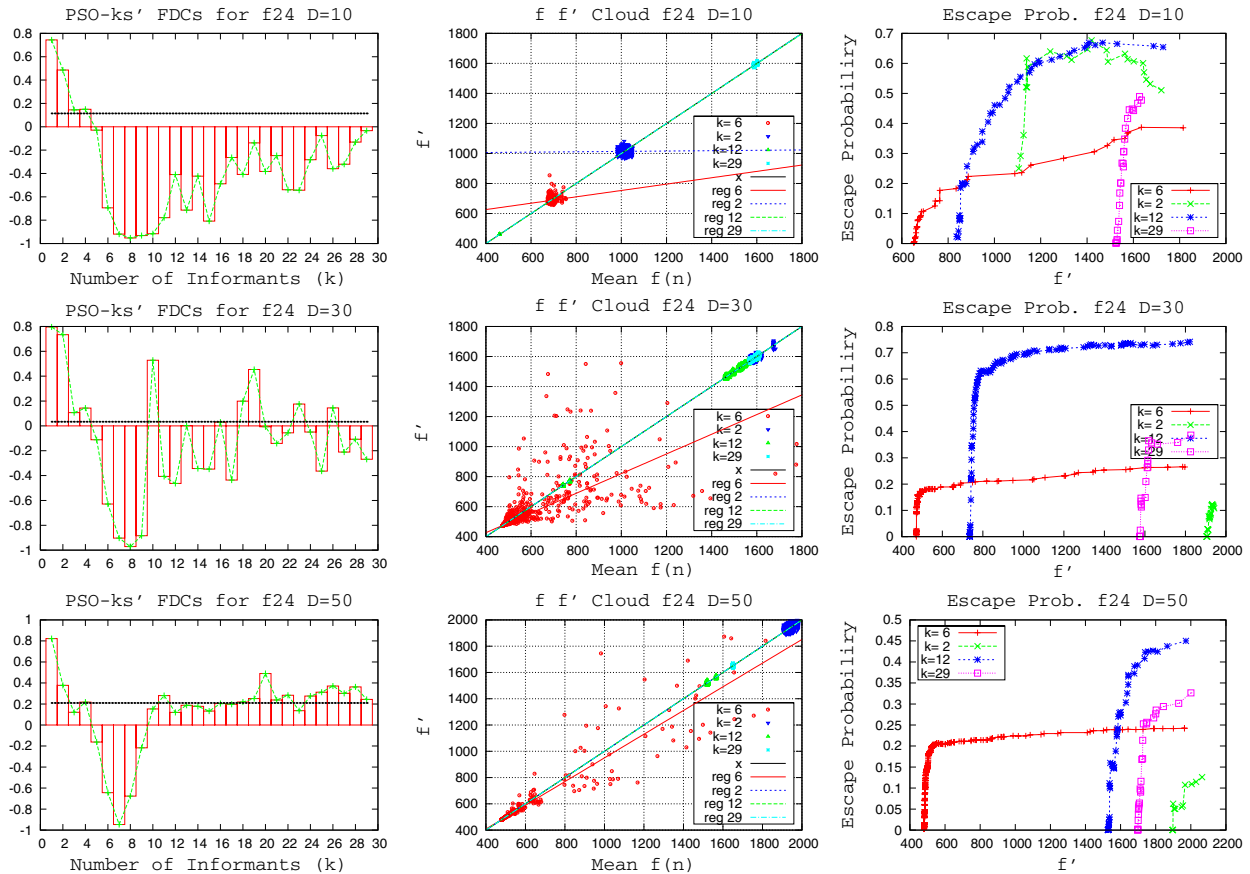 PSO-ks' FDCs for f24 D=10
0.8
0.6
0.4
0.2
0
-0.2
-0.4
-0.6
-0.8
-1
0 2 4 6 8 10 12 14 16 18 20 22 24 26 28 30
Number of Informants (k)
f f' Cloud f24 D=10
f'
1800
1600
1400
1200
1000
800
600
400
400 600 800 1000 1200 1400 1600 1800
Mean f(n)
k= 6
k= 2
k=12
k=29
x
reg 6
reg 2
reg 12
reg 29
Escape Prob. f24 D=10
Escape Probabiliry
0.7
0.6
0.5
0.4
0.3
0.2
0.1
0
600 800 1000 1200 1400 1600 1800 2000
f'
k= 6
k= 2
k=12
k=29
PSO-ks' FDCs for f24 D=30
0.8
0.6
0.4
0.2
0
-0.2
-0.4
-0.6
-0.8
-1
0 2 4 6 8 10 12 14 16 18 20 22 24 26 28 30
Number of Informants (k)
f f' Cloud f24 D=30
f'
1800
1600
1400
1200
1000
800
600
400
400 600 800 1000 1200 1400 1600 1800
Mean f(n)
k= 6
k= 2
k=12
k=29
x
reg 6
reg 2
reg 12
reg 29
Escape Prob. f24 D=30
Escape Probabiliry
0.8
0.7
0.6
0.5
0.4
0.3
0.2
0.1
0
400 600 800 1000 1200 1400 1600 1800 2000
f'
k= 6
k= 2
k=12
k=29
PSO-ks' FDCs for f24 D=50
1
0.8
0.6
0.4
0.2
0
-0.2
-0.4
-0.6
-0.8
-1
0 2 4 6 8 10 12 14 16 18 20 22 24 26 28 30
Number of Informants (k)
f f' Cloud f24 D=50
f'
2000
1800
1600
1400
1200
1000
800
600
400
400 600 800 1000 1200 1400 1600 1800 2000
Mean f(n)
k= 6
k= 2
k=12
k=29
x
reg 6
reg 2
reg 12
reg 29
Escape Prob. f24 D=50
Escape Probabiliry
0.45
0.4
0.35
0.3
0.25
0.2
0.15
0.1
0.05
0
400 600 800 1000 1200 1400 1600 1800 2000 2200
f'
k= 6
k= 2
k=12
k=29